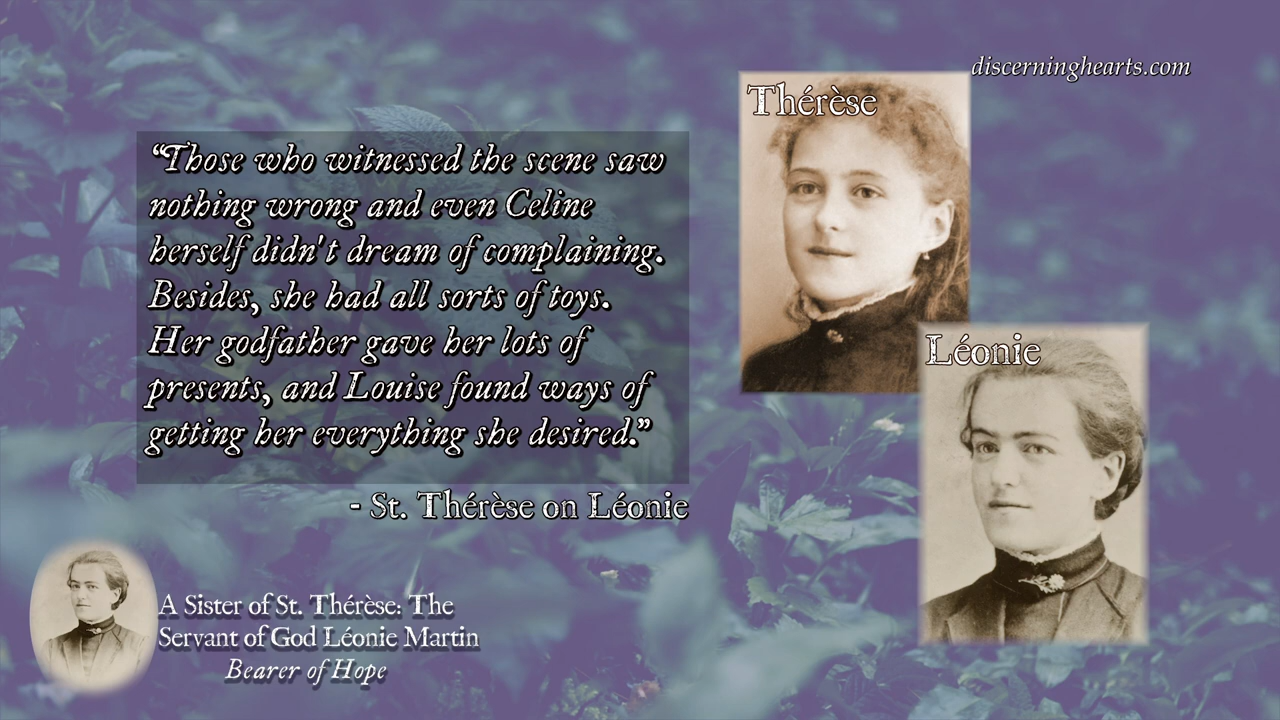 discerninghearts.com
Thérèse
“Those who witnessed the scene saw
nothing wrong and even Celine
herself didn't dream of complaining.
Besides, she had all sorts of toys.
Her godfather gave her lots of
presents, and Louise found ways of
getting her everything she desired.”
- St. Thérèse on Léonie
Léonie
A Sister of St. Thérèse: The
Servant of God Léonie Martin
Bearer of Hope